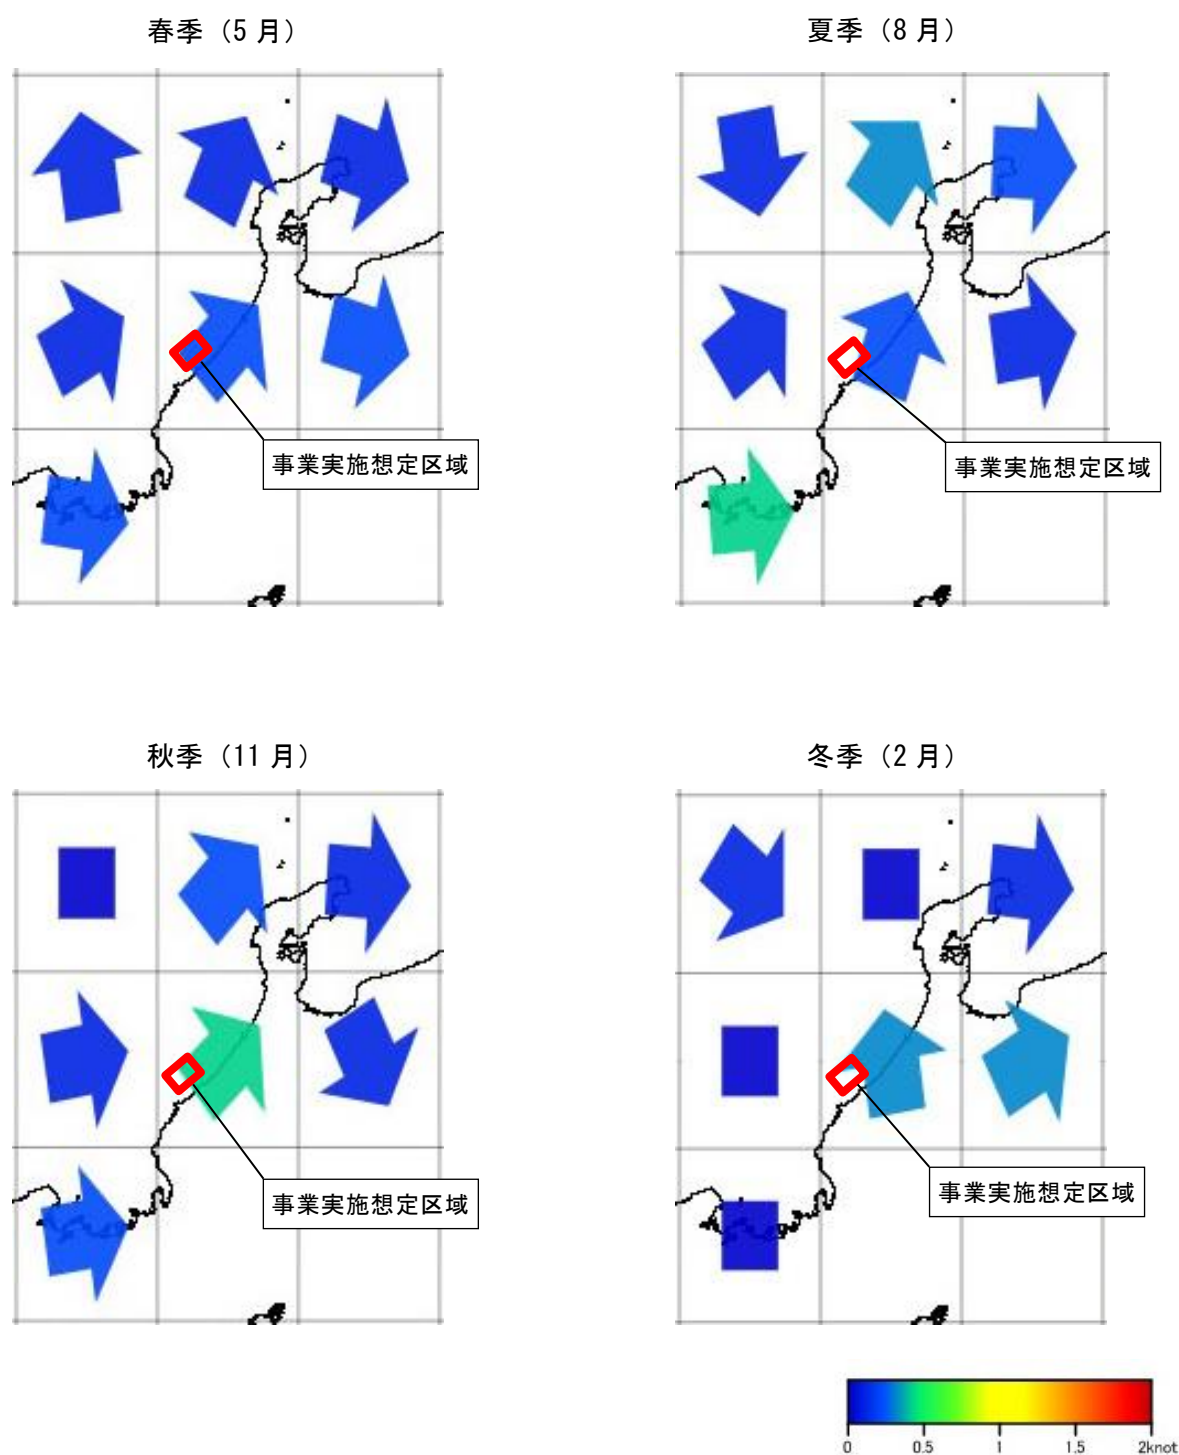 春季（5 月）
夏季（8 月）
事業実施想定区域
事業実施想定区域
秋季（11 月）
冬季（2 月）
事業実施想定区域
事業実施想定区域
0 0.5 1 1.5 2knot